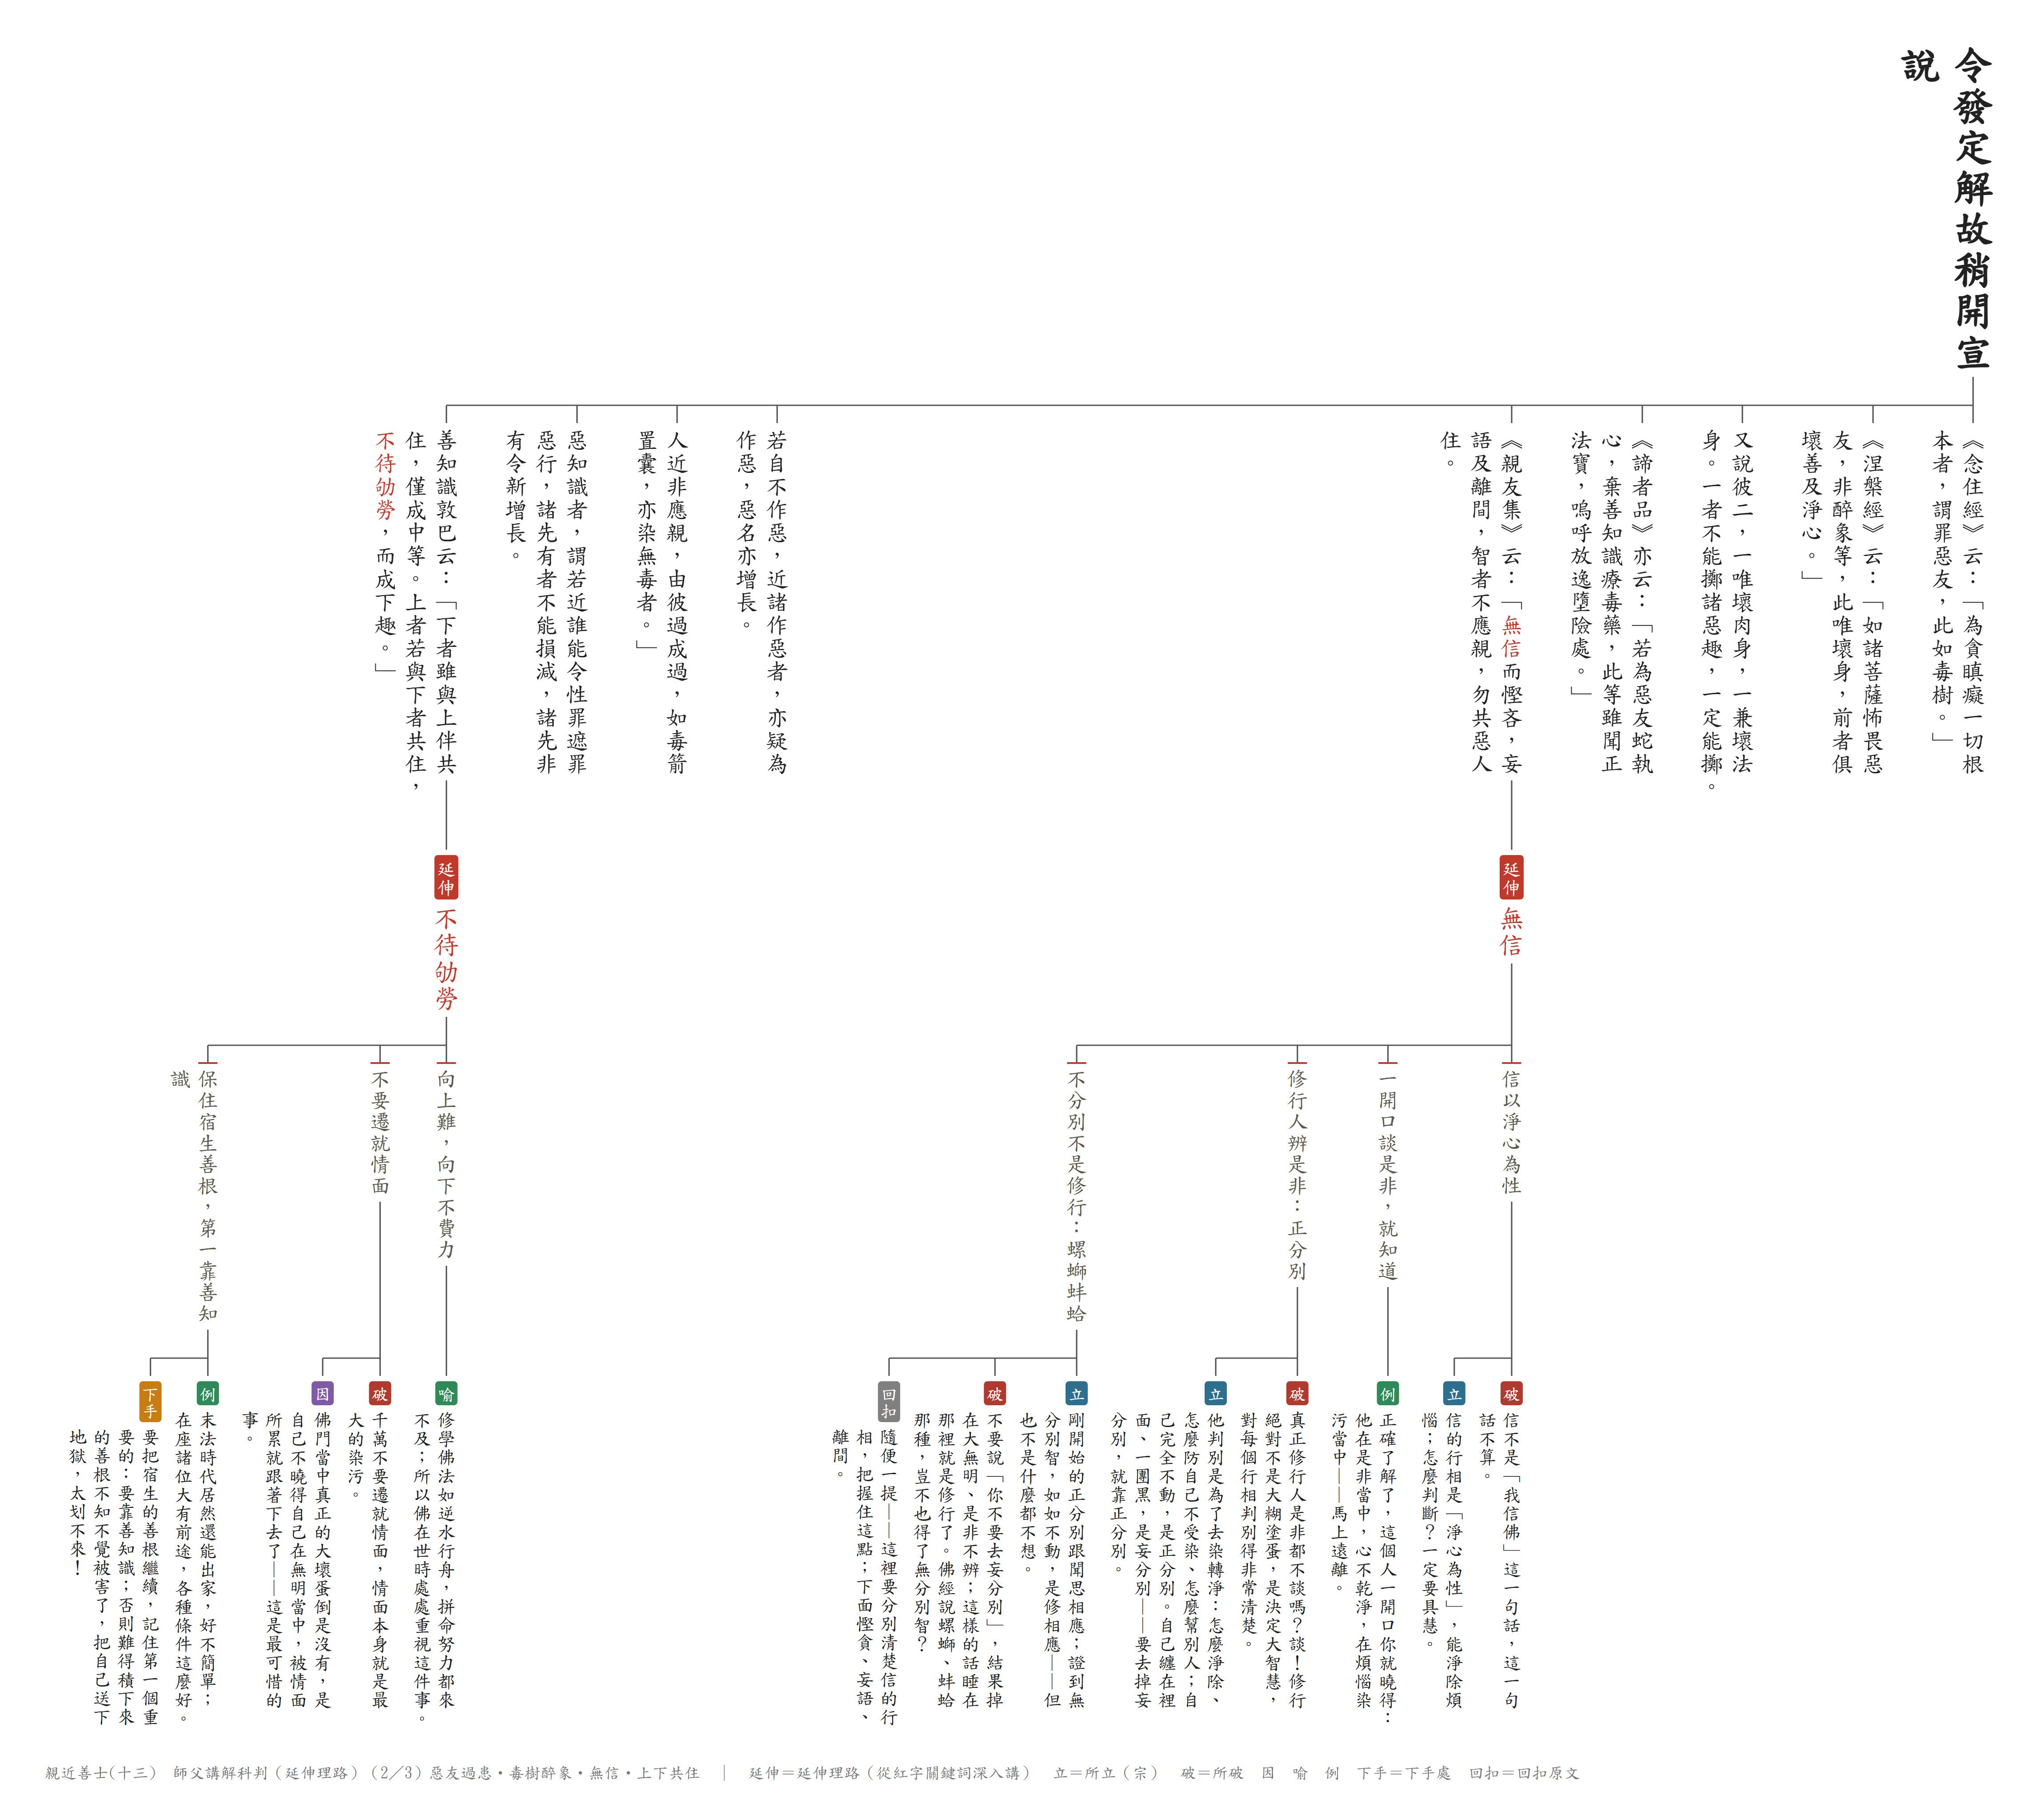 令發定解故稍開宣
說
《念住經》云：「為貪瞋癡一切根
本者，謂罪惡友，此如毒樹。」
《涅槃經》云：「如諸菩薩怖畏惡
友，非醉象等，此唯壞身，前者俱
壞善及淨心。」
又說彼二，一唯壞肉身，一兼壞法
身。一者不能擲諸惡趣，一定能擲。
《諦者品》亦云：「若為惡友蛇執
心，棄善知識療毒藥，此等雖聞正
法寶，嗚呼放逸墮險處。」
《親友集》云：「無信而慳吝，妄
語及離間，智者不應親，勿共惡人
住。
若自不作惡，近諸作惡者，亦疑為
作惡，惡名亦增長。
人近非應親，由彼過成過，如毒箭
置囊，亦染無毒者。」
惡知識者，謂若近誰能令性罪遮罪
惡行，諸先有者不能損減，諸先非
有令新增長。
善知識敦巴云：「下者雖與上伴共
住，僅成中等。上者若與下者共住，
不待劬勞，而成下趣。」
延伸
無信
信以淨心為性
破
信不是「我信佛」這一句話，這一句
話不算。
立
信的行相是「淨心為性」，能淨除煩
惱；怎麼判斷？一定要具慧。
一開口談是非，就知道
例
正確了解了，這個人一開口你就曉得：
他在是非當中，心不乾淨，在煩惱染
污當中——馬上遠離。
修行人辨是非：正分別
破
真正修行人是非都不談嗎？談！修行
絕對不是大糊塗蛋，是決定大智慧，
對每個行相判別得非常清楚。
立
他判別是為了去染轉淨：怎麼淨除、
怎麼防自己不受染、怎麼幫別人；自
己完全不動，是正分別。自己纏在裡
面、一團黑，是妄分別——要去掉妄
分別，就靠正分別。
不分別不是修行：螺螄蚌蛤
立
剛開始的正分別跟聞思相應；證到無
分別智，如如不動，是修相應——但
也不是什麼都不想。
破
不要說「你不要去妄分別」，結果掉
在大無明、是非不辨；這樣的話睡在
那裡就是修行了。佛經說螺螄、蚌蛤
那種，豈不也得了無分別智？
回扣
隨便一提——這裡要分別清楚信的行
相，把握住這點；下面慳貪、妄語、
離間。
延伸
不待劬勞
向上難，向下不費力
喻
修學佛法如逆水行舟，拼命努力都來
不及；所以佛在世時處處重視這件事。
不要遷就情面
破
千萬不要遷就情面，情面本身就是最
大的染污。
因
佛門當中真正的大壞蛋倒是沒有，是
自己不曉得自己在無明當中，被情面
所累就跟著下去了——這是最可惜的
事。
保住宿生善根，第一靠善知
識
例
末法時代居然還能出家，好不簡單；
在座諸位大有前途，各種條件這麼好。
下手
要把宿生的善根繼續，記住第一個重
要的：要靠善知識；否則難得積下來
的善根不知不覺被害了，把自己送下
地獄，太划不來！
親近善士（十三）　師父講解科判（延伸理路）（2／3）惡友過患・毒樹醉象・無信・上下共住　｜　延伸＝延伸理路（從紅字關鍵詞深入講）　立＝所立（宗）　破＝所破　因　喻　例　下手＝下手處　回扣＝回扣原文